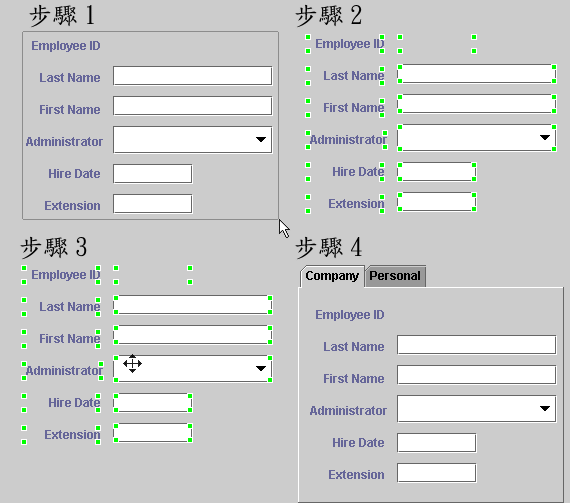 步驟 1
Employee ID
Last Name
First Name
Administrator
Hire Date
Extension
步驟 2
Employee ID
Last Name
First Name
Administrator
Hire Date
Extension
步驟 3
Employee ID
Last Name
First Name
Administrator
Hire Date
Extension
步驟 4
Company Personal
Employee ID
Last Name
First Name
Administrator
Hire Date
Extension